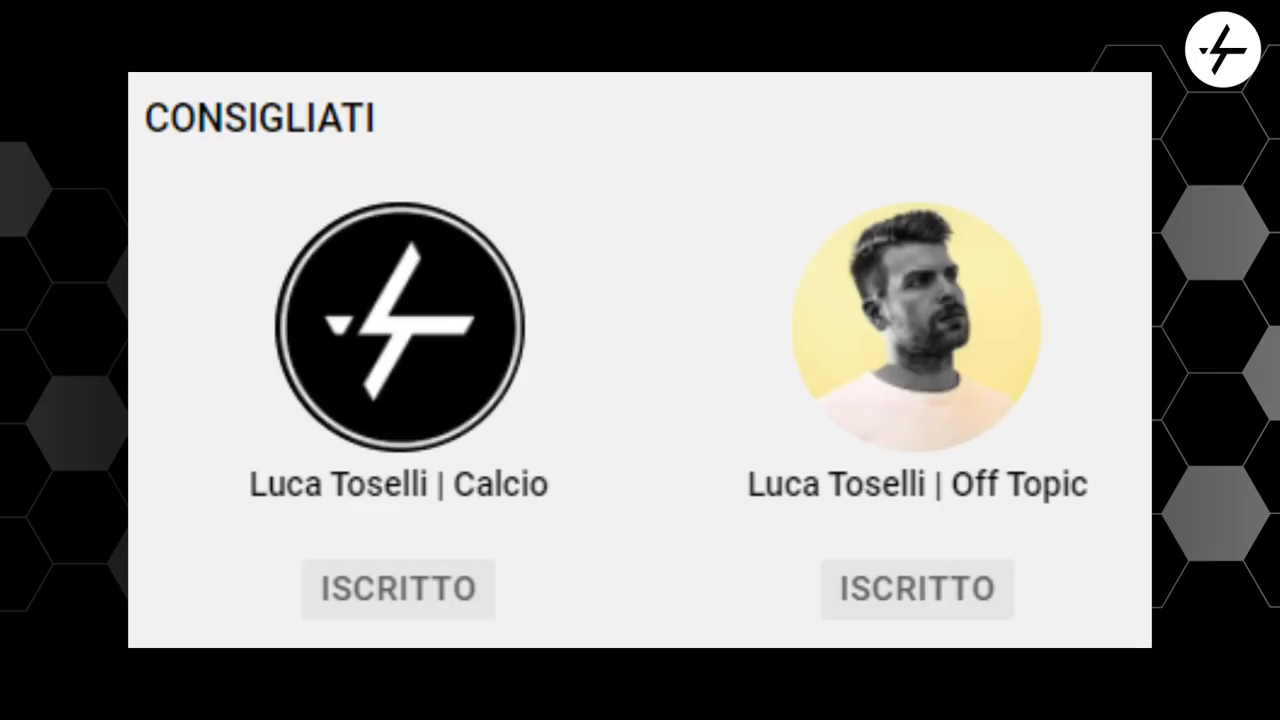 CONSIGLIATI
Luca Toselli | Calcio
Luca Toselli | Off Topic
ISCRITTO
ISCRITTO